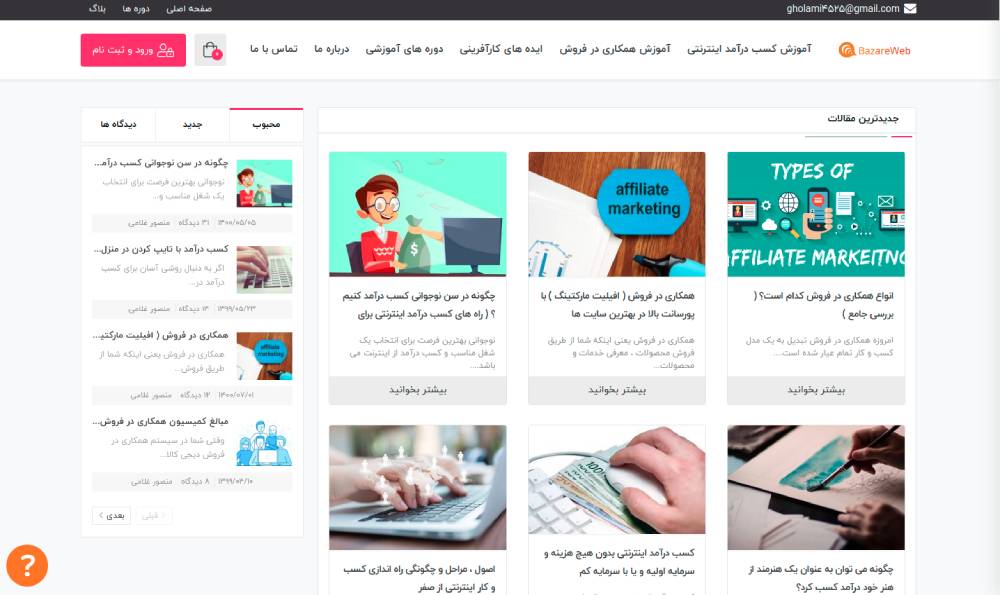 صفحه اصلی
دوره ها
بلاگ
gholami4525@gmail.com
BazareWeb
آموزش کسب درآمد اینترنتی
آموزش همکاری در فروش
ایده های کارآفرینی
دوره های آموزشی
درباره ما
تماس با ما
۰
ورود و ثبت نام
جدیدترین مقالات
TYPES OF
AFFILIATE MARKEITNG
انواع همکاری در فروش کدام است؟ (
بررسی جامع )
امروزه همکاری در فروش تبدیل به یک مدل
کسب و کار تمام عیار شده است....
بیشتر بخوانید
affiliate
marketing
همکاری در فروش ( افیلیت مارکتینگ ) با
پورسانت بالا در بهترین سایت ها
همکاری در فروش یعنی اینکه شما از طریق
فروش محصولات ، معرفی خدمات و
محصولات...
بیشتر بخوانید
$
چگونه در سن نوجوانی کسب درآمد کنیم
؟ ( راه های کسب درآمد اینترنتی برای
نوجوانی بهترین فرصت برای انتخاب یک
شغل مناسب و کسب درآمد از اینترنت می
باشد....
بیشتر بخوانید
چگونه می توان به عنوان یک هنرمند از
هنر خود درآمد کسب کرد؟
100
کسب درآمد اینترنتی بدون هیچ هزینه و
سرمایه اولیه و یا با سرمایه کم
اصول ، مراحل و چگونگی راه اندازی کسب
و کار اینترنتی از صفر
محبوب
جدید
دیدگاه ها
چگونه در سن نوجوانی کسب درآمد...
نوجوانی بهترین فرصت برای انتخاب
یک شغل مناسب و...
۱۴۰۰/۰۵/۰۵ ۳۱ دیدگاه منصور غلامی
کسب درآمد با تایپ کردن در منزل...
اگر به دنبال روشی آسان برای کسب
درآمد در...
۱۳۹۹/۰۵/۲۳ ۱۳ دیدگاه منصور غلامی
affiliate
marketing
همکاری در فروش ( افیلیت مارکتی...
همکاری در فروش یعنی اینکه شما از
طریق فروش...
۱۴۰۰/۰۷/۰۱ ۱۲ دیدگاه منصور غلامی
مبالغ کمیسیون همکاری در فروش...
وقتی شما در سیستم همکاری در
فروش دیجی کالا...
۱۳۹۹/۰۴/۱۰ ۸ دیدگاه منصور غلامی
قبلی
بعدی
?